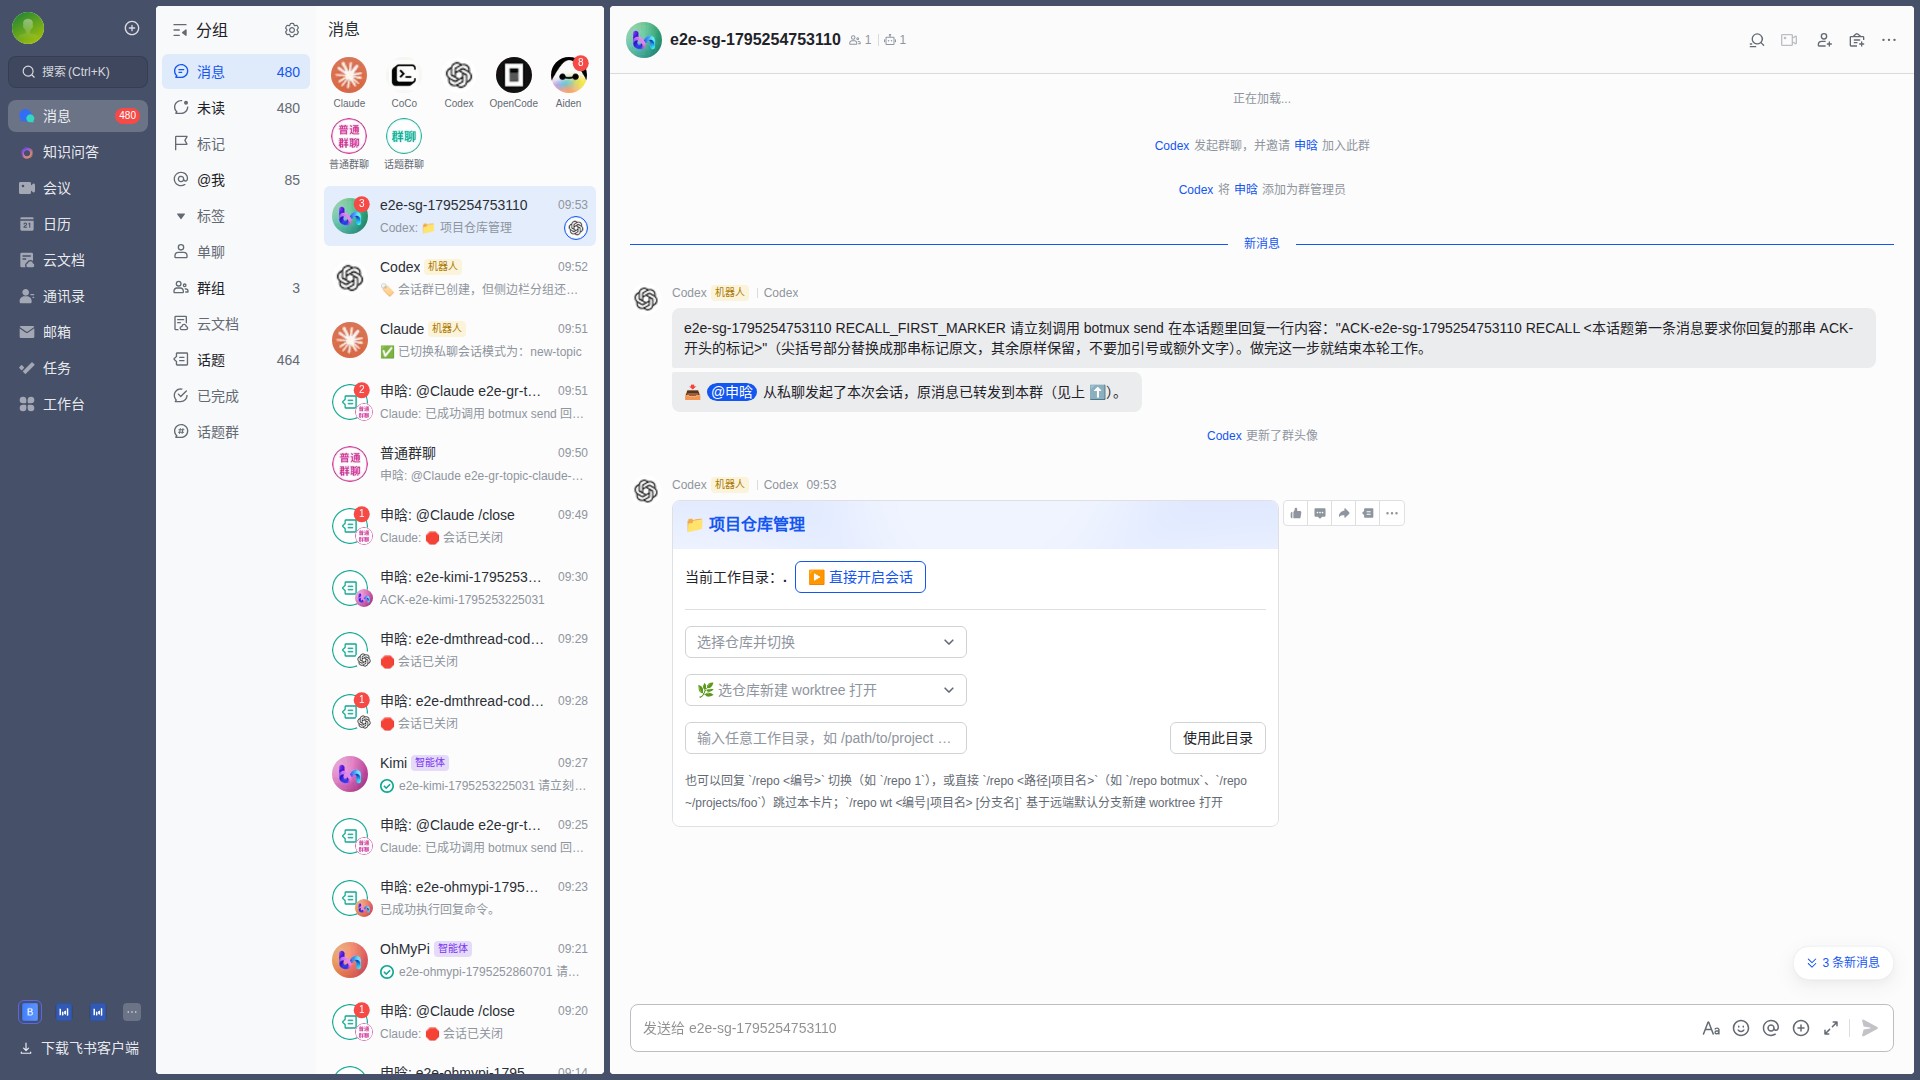 搜索 (Ctrl+K)
消息 480
知识问答
会议
日历
云文档
通讯录
邮箱
任务
工作台
下载飞书客户端
分组
消息 480
未读 480
标记
@我 85
标签
单聊
群组 3
云文档
话题 464
已完成
话题群
消息
Claude CoCo Codex OpenCode Aiden 8
普通群聊 群聊
普通群聊 话题群聊
3 e2e-sg-1795254753110 09:53
Codex: 📁 项目仓库管理
Codex 机器人 09:52
🏷️ 会话群已创建，但侧边栏分组还…
Claude 机器人 09:51
✅ 已切换私聊会话模式为：new-topic
2 申晗: @Claude e2e-gr-t… 09:51
Claude: 已成功调用 botmux send 回…
普通群聊 普通群聊 09:50
申晗: @Claude e2e-gr-topic-claude-…
1 申晗: @Claude /close 09:49
Claude: 🛑 会话已关闭
申晗: e2e-kimi-1795253… 09:30
ACK-e2e-kimi-1795253225031
申晗: e2e-dmthread-cod… 09:29
🛑 会话已关闭
1 申晗: e2e-dmthread-cod… 09:28
🛑 会话已关闭
Kimi 智能体 09:27
e2e-kimi-1795253225031 请立刻…
申晗: @Claude e2e-gr-t… 09:25
Claude: 已成功调用 botmux send 回…
申晗: e2e-ohmypi-1795… 09:23
已成功执行回复命令。
OhMyPi 智能体 09:21
e2e-ohmypi-1795252860701 请…
1 申晗: @Claude /close 09:20
Claude: 🛑 会话已关闭
申晗: e2e-ohmypi-1795… 09:14
e2e-sg-1795254753110 1 1
正在加载...
Codex 发起群聊，并邀请 申晗 加入此群
Codex 将 申晗 添加为群管理员
新消息
Codex 机器人 Codex
e2e-sg-1795254753110 RECALL_FIRST_MARKER 请立刻调用 botmux send 在本话题里回复一行内容："ACK-e2e-sg-1795254753110 RECALL <本话题第一条消息要求你回复的那串 ACK-
开头的标记>"（尖括号部分替换成那串标记原文，其余原样保留，不要加引号或额外文字）。做完这一步就结束本轮工作。
📥 @申晗 从私聊发起了本次会话，原消息已转发到本群（见上 ⬆️）。
Codex 更新了群头像
Codex 机器人 Codex 09:53
📁 项目仓库管理
当前工作目录：. ▶️ 直接开启会话
选择仓库并切换
🌿 选仓库新建 worktree 打开
输入任意工作目录，如 /path/to/project … 使用此目录
也可以回复 `/repo <编号>` 切换（如 `/repo 1`），或直接 `/repo <路径|项目名>`（如 `/repo botmux`、`/repo
~/projects/foo`）跳过本卡片；`/repo wt <编号|项目名> [分支名]` 基于远端默认分支新建 worktree 打开
3 条新消息
发送给 e2e-sg-1795254753110